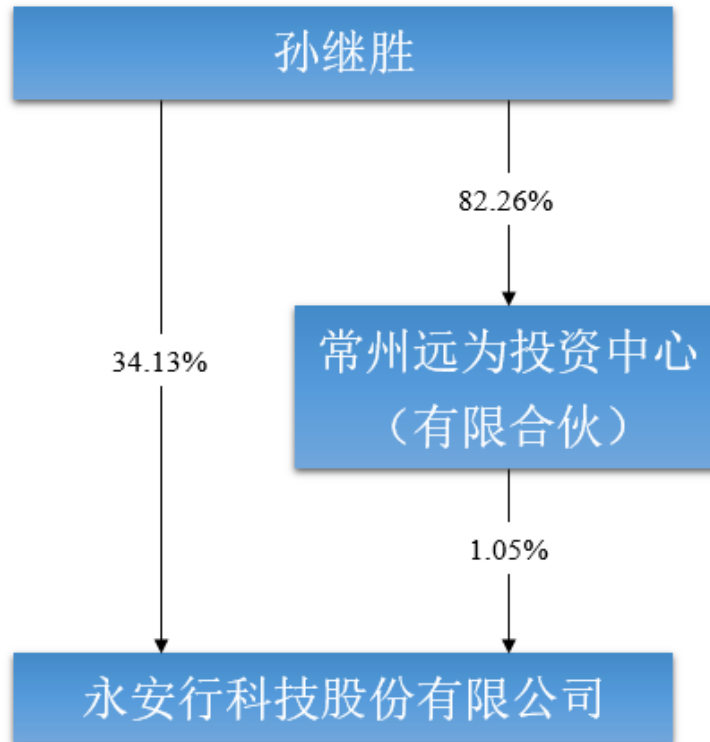 孙继胜
82.26%
34.13%
常州远为投资中心
（有限合伙）
1.05%
永安行科技股份有限公司